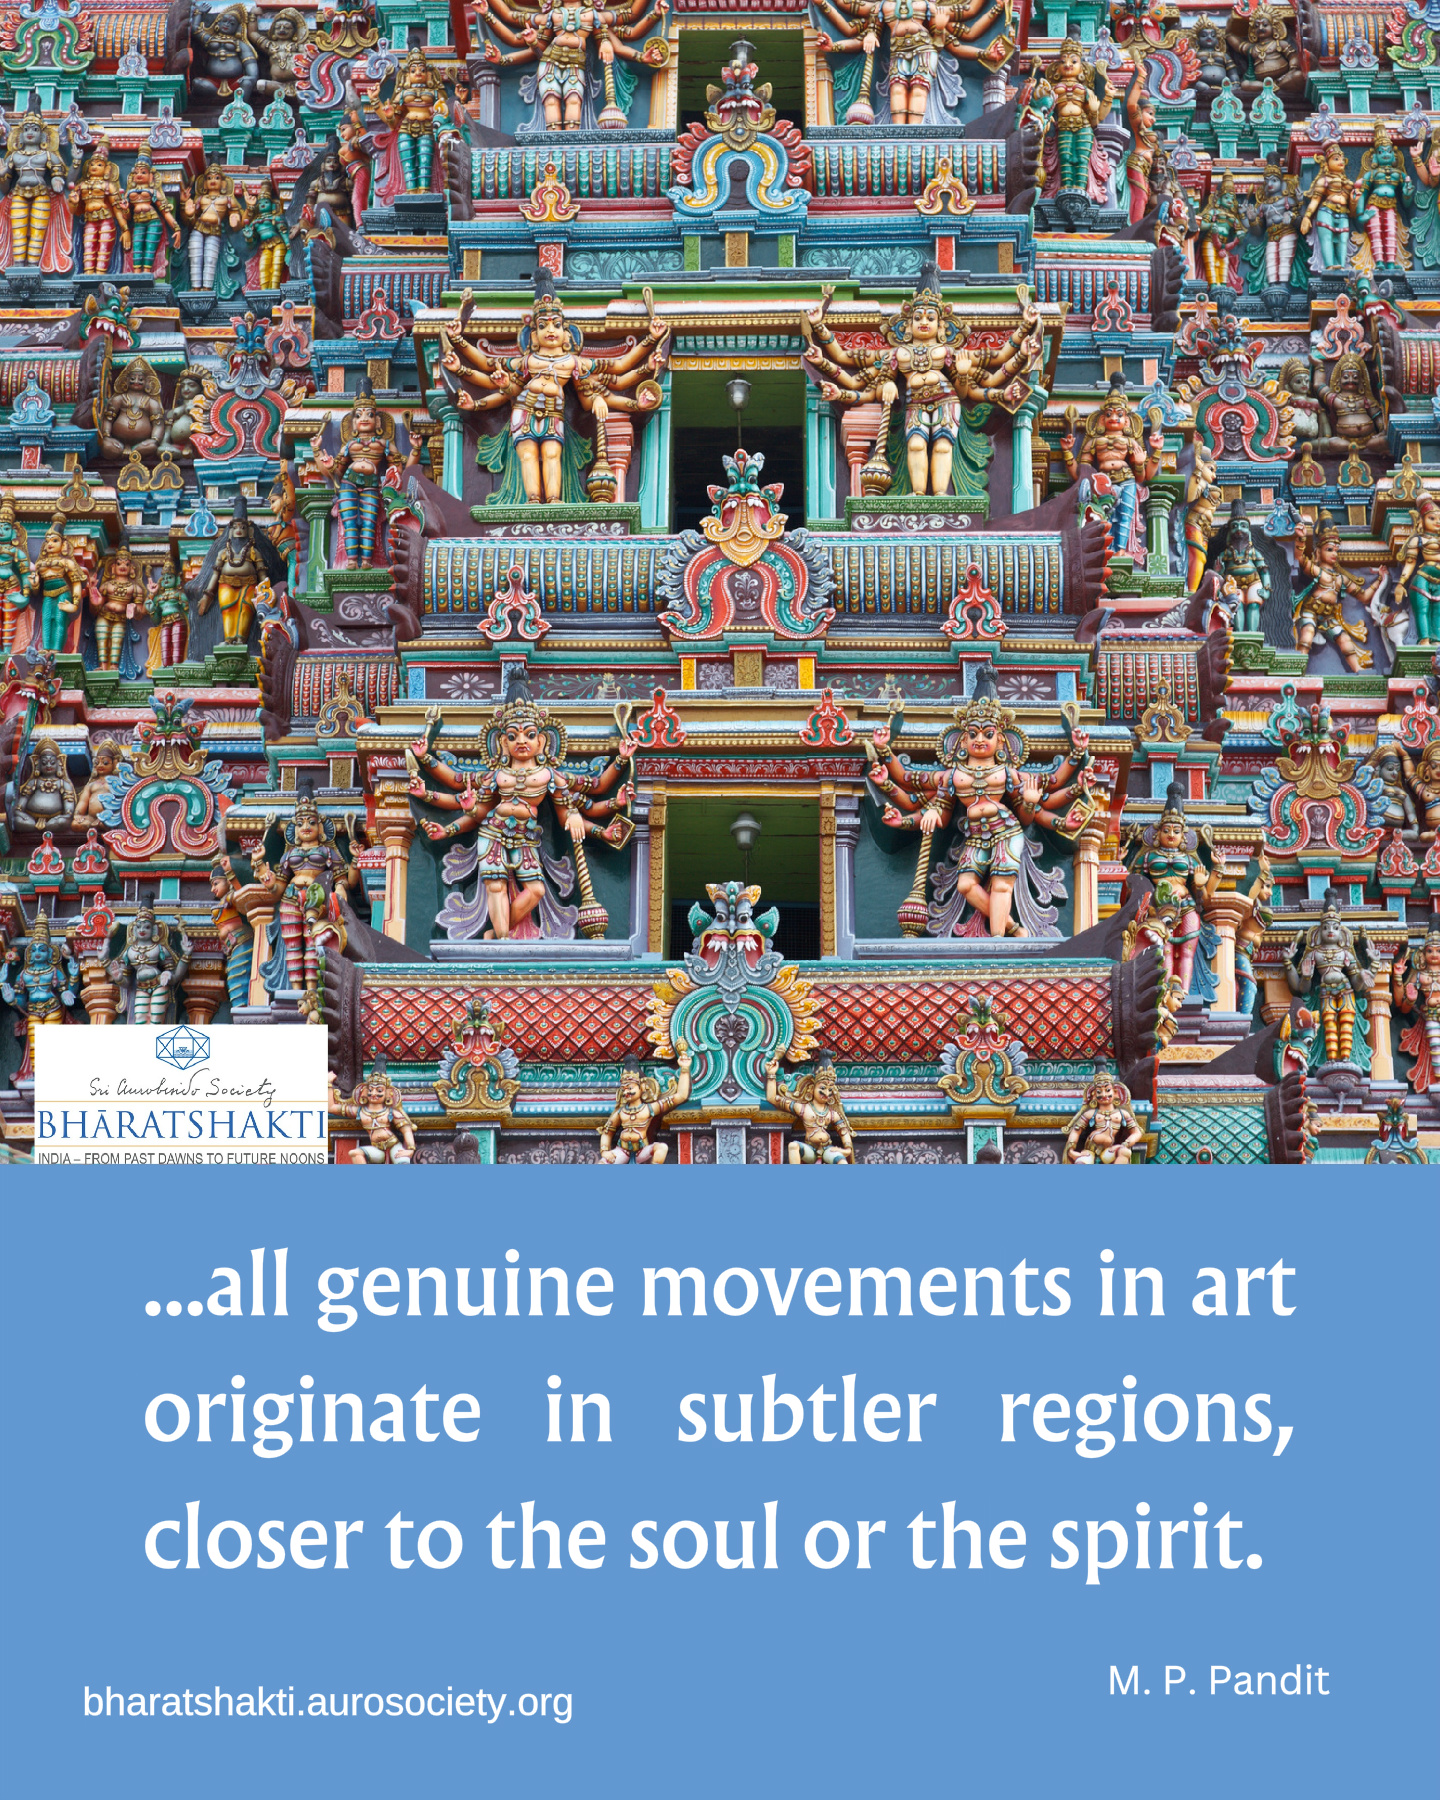 Sri Aurobindo Society
BHĀRATSHAKTI
INDIA – FROM PAST DAWNS TO FUTURE NOONS
...all genuine movements in art
originate in subtler regions,
closer to the soul or the spirit.
M. P. Pandit
bharatshakti.aurosociety.org